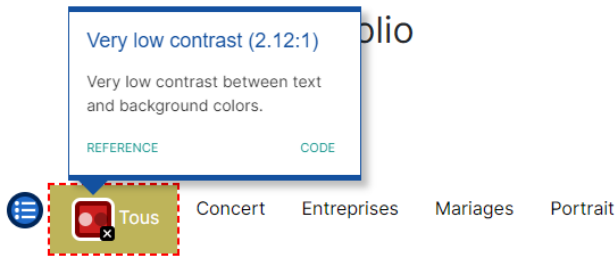 olio
Very low contrast (2.12:1)
Very low contrast between text
and background colors.
REFERENCE CODE
Tous Concert Entreprises Mariages Portrait